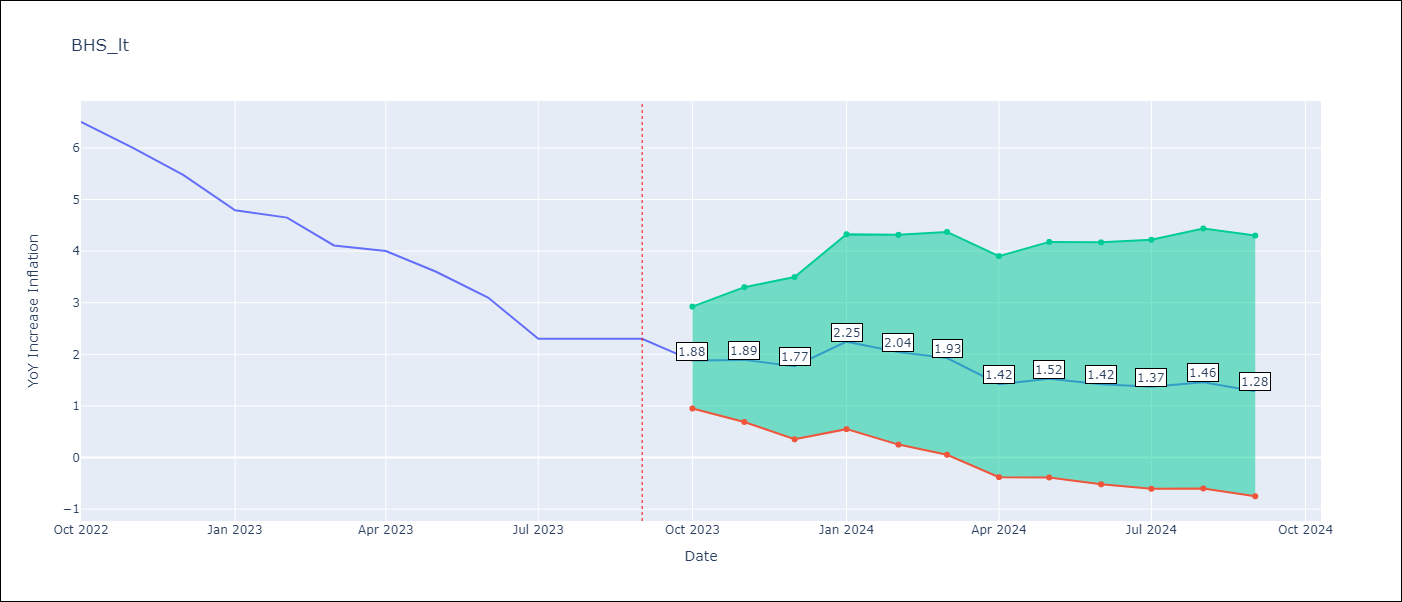 BHS_lt
YoY Increase Inflation
6
5
4
3
2
1
0
−1
1.88
1.89
1.77
2.25
2.04
1.93
1.42
1.52
1.42
1.37
1.46
1.28
Oct 2022
Jan 2023
Apr 2023
Jul 2023
Oct 2023
Jan 2024
Apr 2024
Jul 2024
Oct 2024
Date